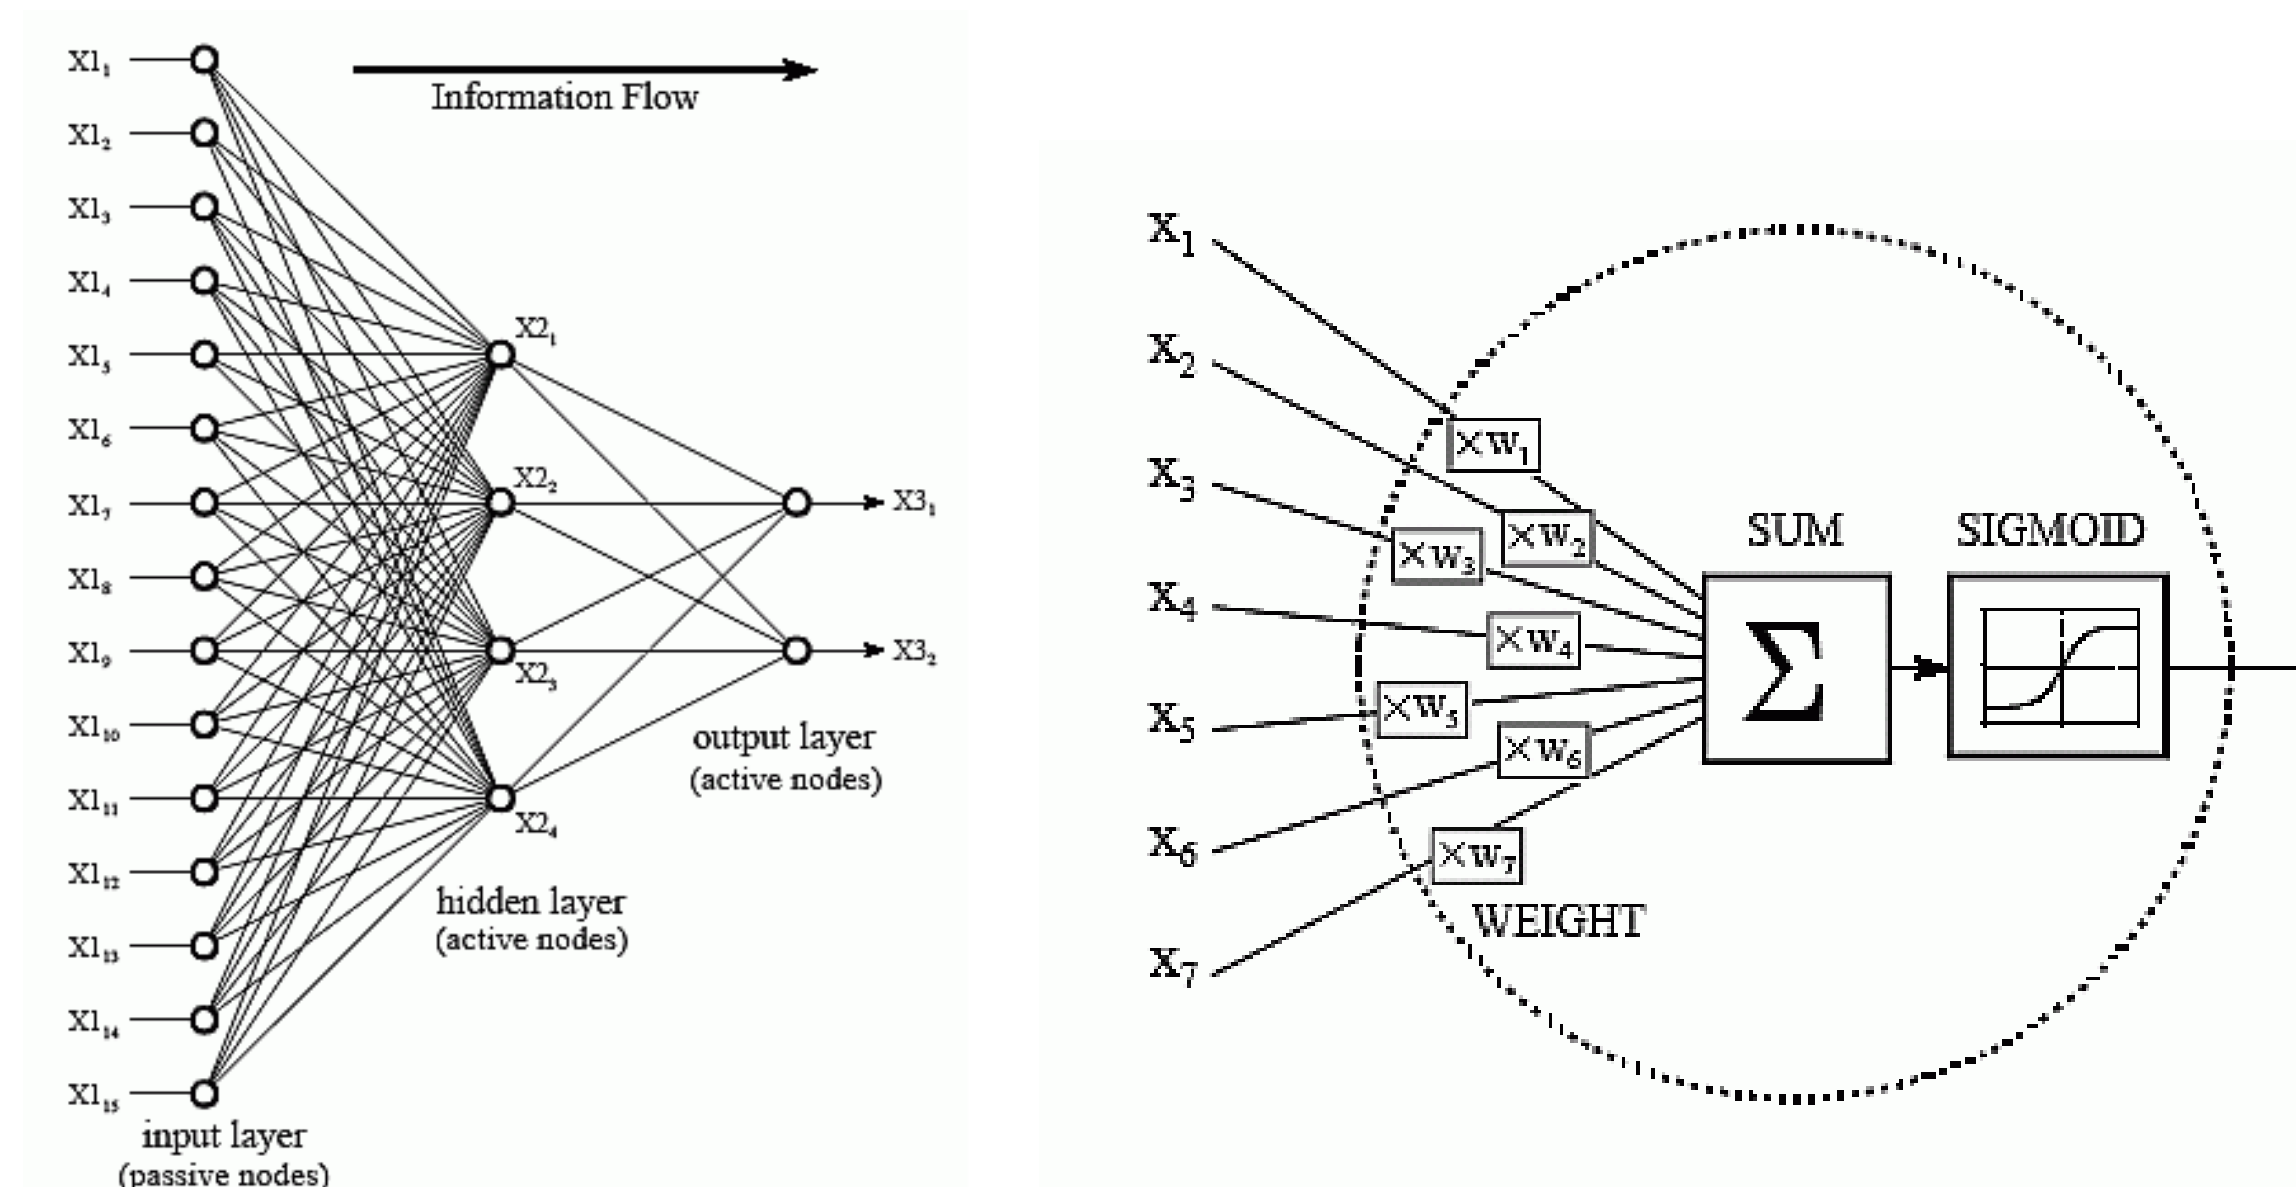 X1₁
X1₂
X1₃
X1₄
X1₅
X1₆
X1₇
X1₈
X1₉
X1₁₀
X1₁₁
X1₁₂
X1₁₃
X1₁₄
X1₁₅
input layer
(passive nodes)
Information Flow
X2₁
X2₂
X2₃
X2₄
hidden layer
(active nodes)
X3₁
X3₂
output layer
(active nodes)
X₁
X₂
X₃
X₄
X₅
X₆
X₇
×W₁
×W₂
×W₃
×W₄
×W₅
×W₆
×W₇
WEIGHT
SUM
Σ
SIGMOID